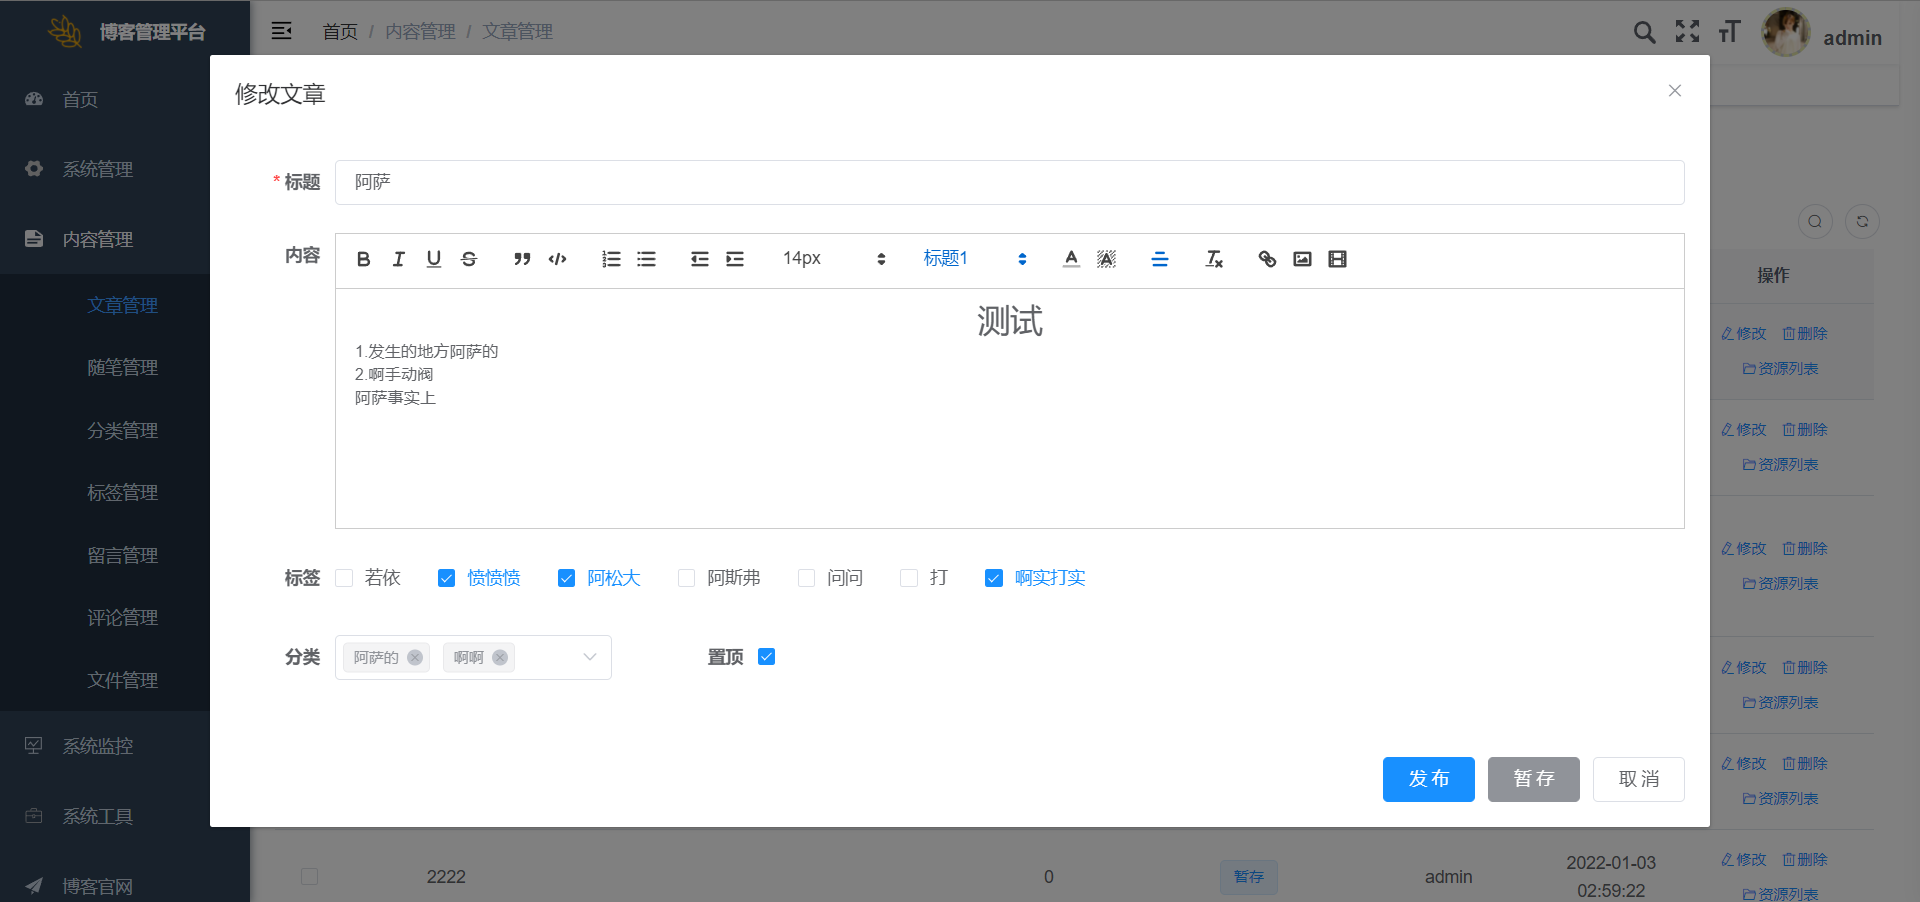 博客管理平台
首页 / 内容管理 / 文章管理
admin
首页
系统管理
内容管理
文章管理
随笔管理
分类管理
标签管理
留言管理
评论管理
文件管理
系统监控
系统工具
博客官网
修改文章
* 标题 阿萨
内容
14px 标题1
测试
1.发生的地方阿萨的
2.啊手动阀
阿萨事实上
标签 若依 愤愤愤 阿松大 阿斯弗 问问 打 啊实打实
分类 阿萨的 啊啊 置顶
发布 暂存 取消
操作
修改 删除
资源列表
修改 删除
资源列表
修改 删除
资源列表
修改 删除
资源列表
修改 删除
资源列表
2222 0 暂存 admin 2022-01-03 02:59:22 修改 删除
资源列表